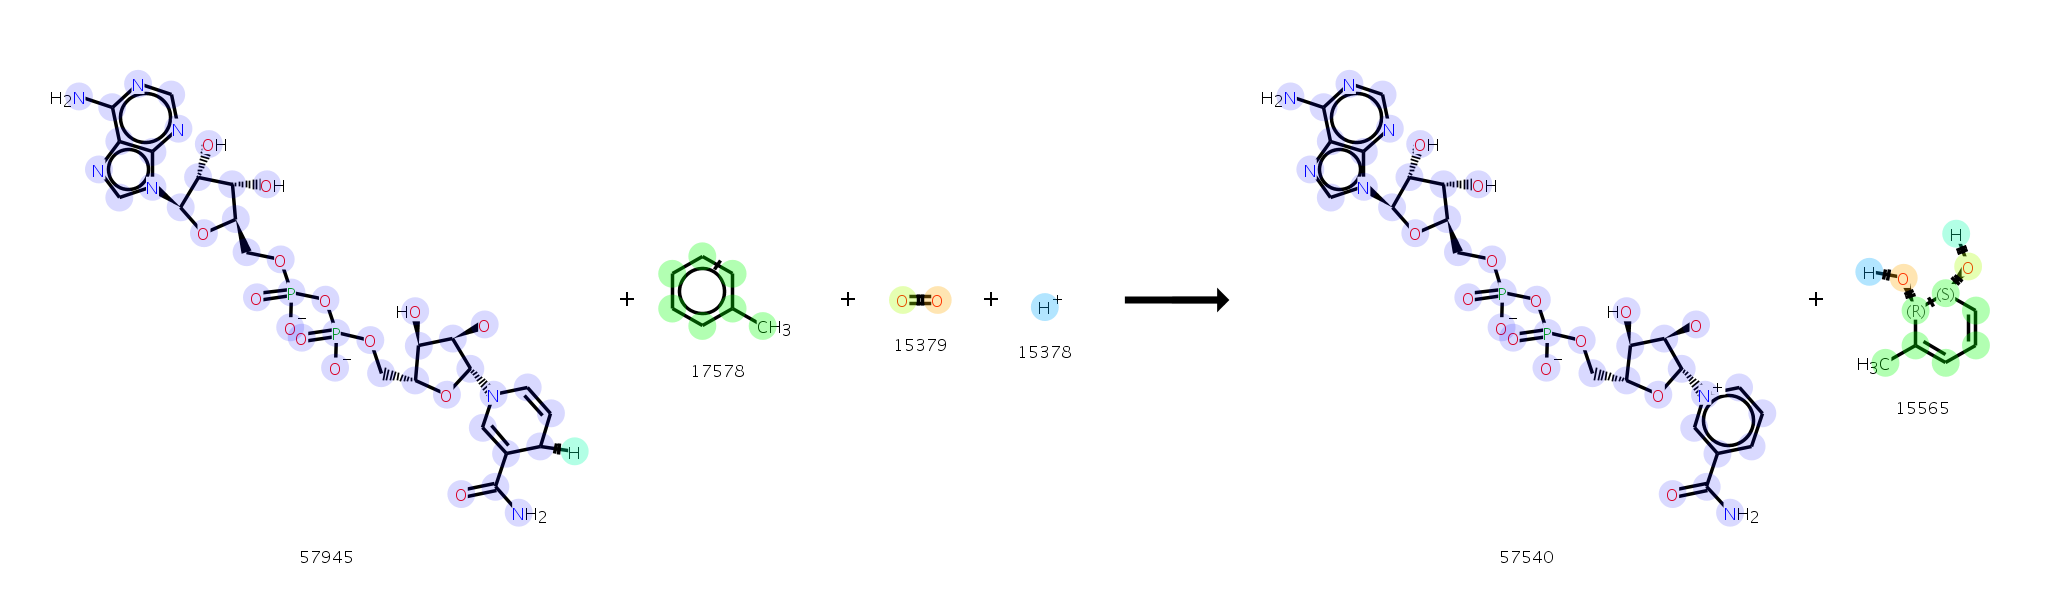 H2N
N
N
N
N
OH
OH
O
O
O
P
O
O−
O
P
O
O−
HO
O
O
N
H
O
NH2
57945
+
CH3
17578
+
O
O
15379
+
H+
15378
H2N
N
N
N
N
OH
OH
O
O
O
P
O
O−
O
P
O
O−
HO
O
O
N+
O
NH2
57540
+
H
H
O
O
(S)
(R)
H3C
15565